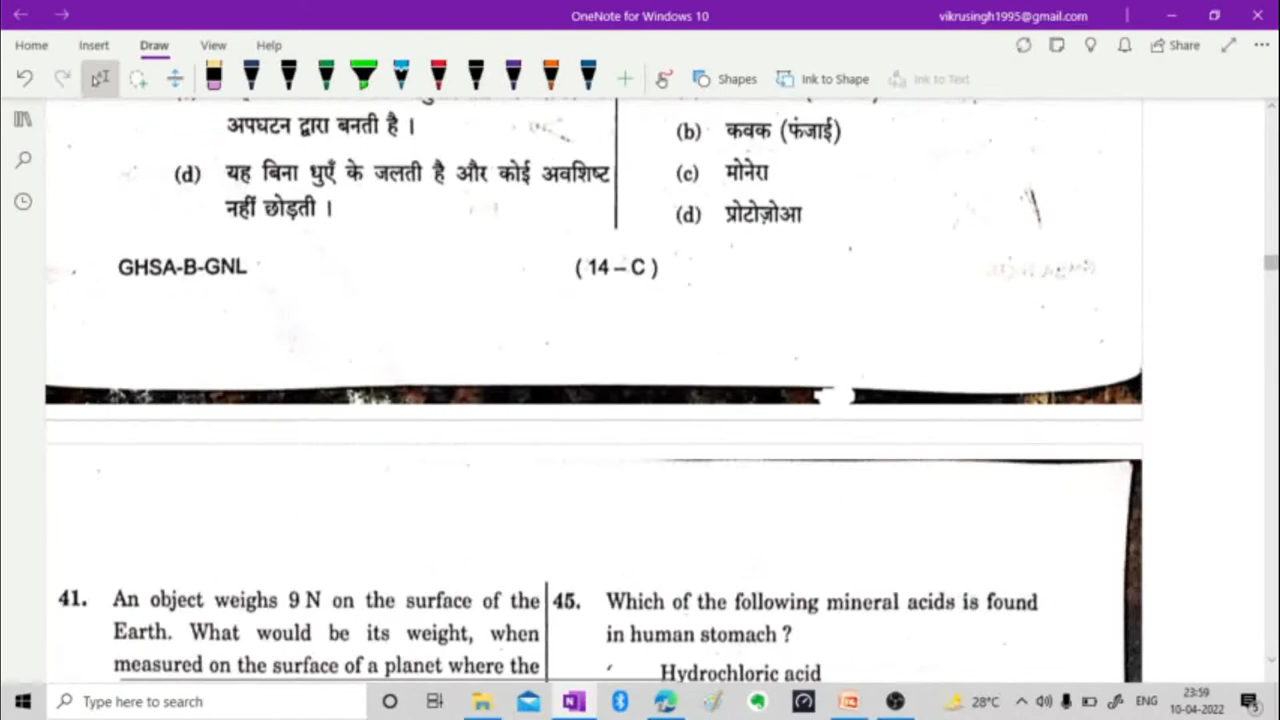 OneNote for Windows 10
vikrusingh1995@gmail.com
Home Insert Draw View Help
Share
Shapes
Ink to Shape
Ink to Text
अपघटन द्वारा बनती है ।
(d) यह बिना धुएँ के जलती है और कोई अवशिष्ट
नहीं छोड़ती ।
(b) कवक (फंजाई)
(c) मोनेरा
(d) प्रोटोज़ोआ
GHSA-B-GNL
( 14 – C )
41. An object weighs 9 N on the surface of the
Earth. What would be its weight, when
measured on the surface of a planet where the
45. Which of the following mineral acids is found
in human stomach ?
Hydrochloric acid
Type here to search
28°C
ENG
23:59
10-04-2022